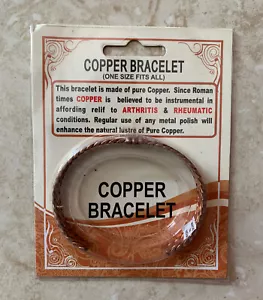 COPPER BRACELET
(ONE SIZE FITS ALL)
This bracelet is made of pure Copper. Since Roman
times COPPER is believed to be instrumental in
affording relif to ARTHRITIS & RHEUMATIC
conditions. Regular use of any metal polish will
enhance the natural lustre of Pure Copper.
COPPER
BRACELET